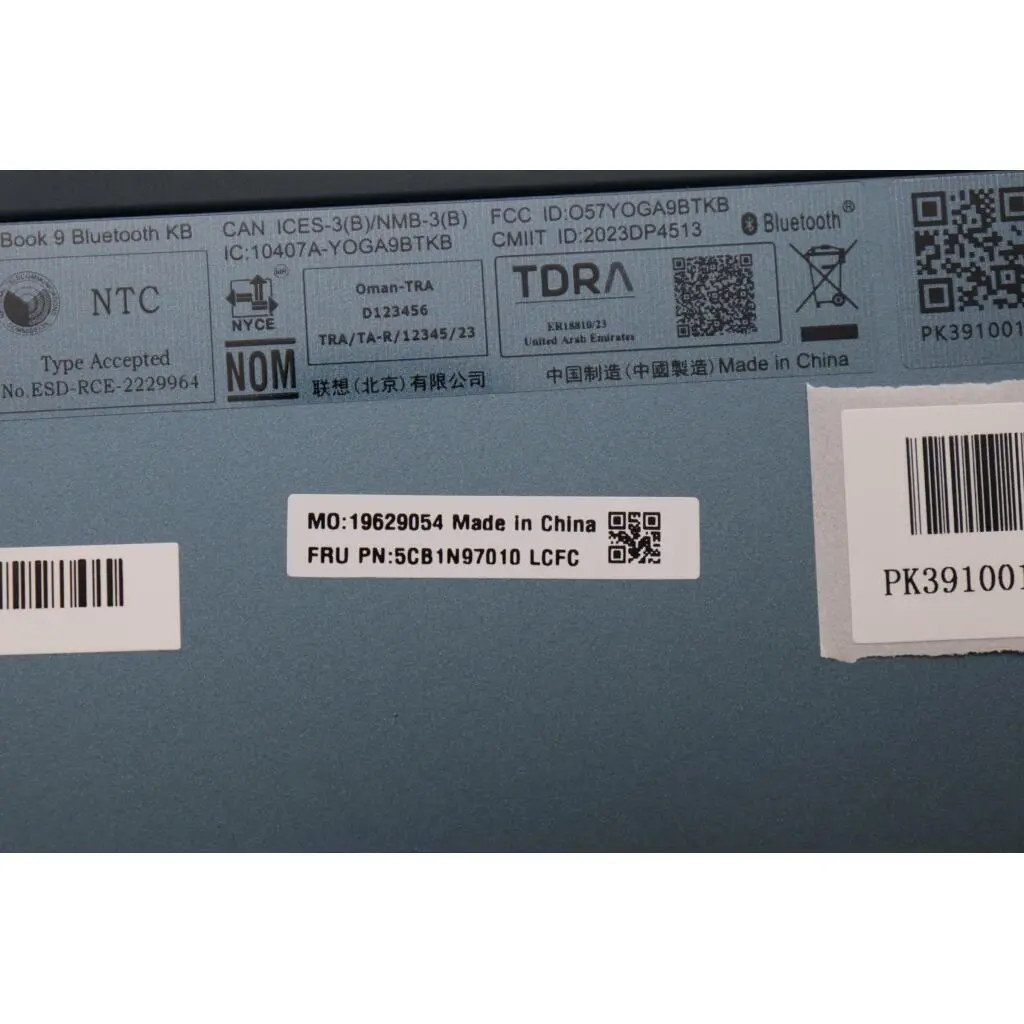 Book 9 Bluetooth KB
CAN ICES-3(B)/NMB-3(B)
IC:10407A-YOGA9BTKB
FCC ID:O57YOGA9BTKB
CMIIT ID:2023DP4513
Bluetooth®
NTC
Type Accepted
No.ESD-RCE-2229964
NYCE
NOM
Oman-TRA
D123456
TRA/TA-R/12345/23
联想(北京)有限公司
TDRA
ER18810/23
United Arab Emirates
中国制造(中國製造) Made in China
PK391001
MO:19629054 Made in China
FRU PN:5CB1N97010 LCFC
PK391001